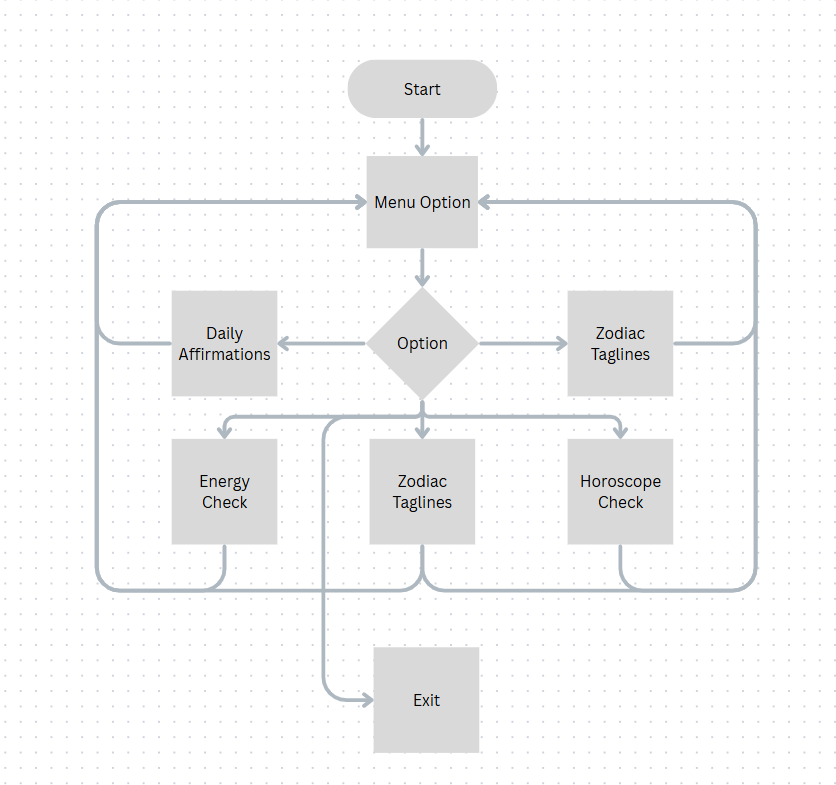 Start
Menu Option
Daily
Affirmations
Option
Zodiac
Taglines
Energy
Check
Zodiac
Taglines
Horoscope
Check
Exit